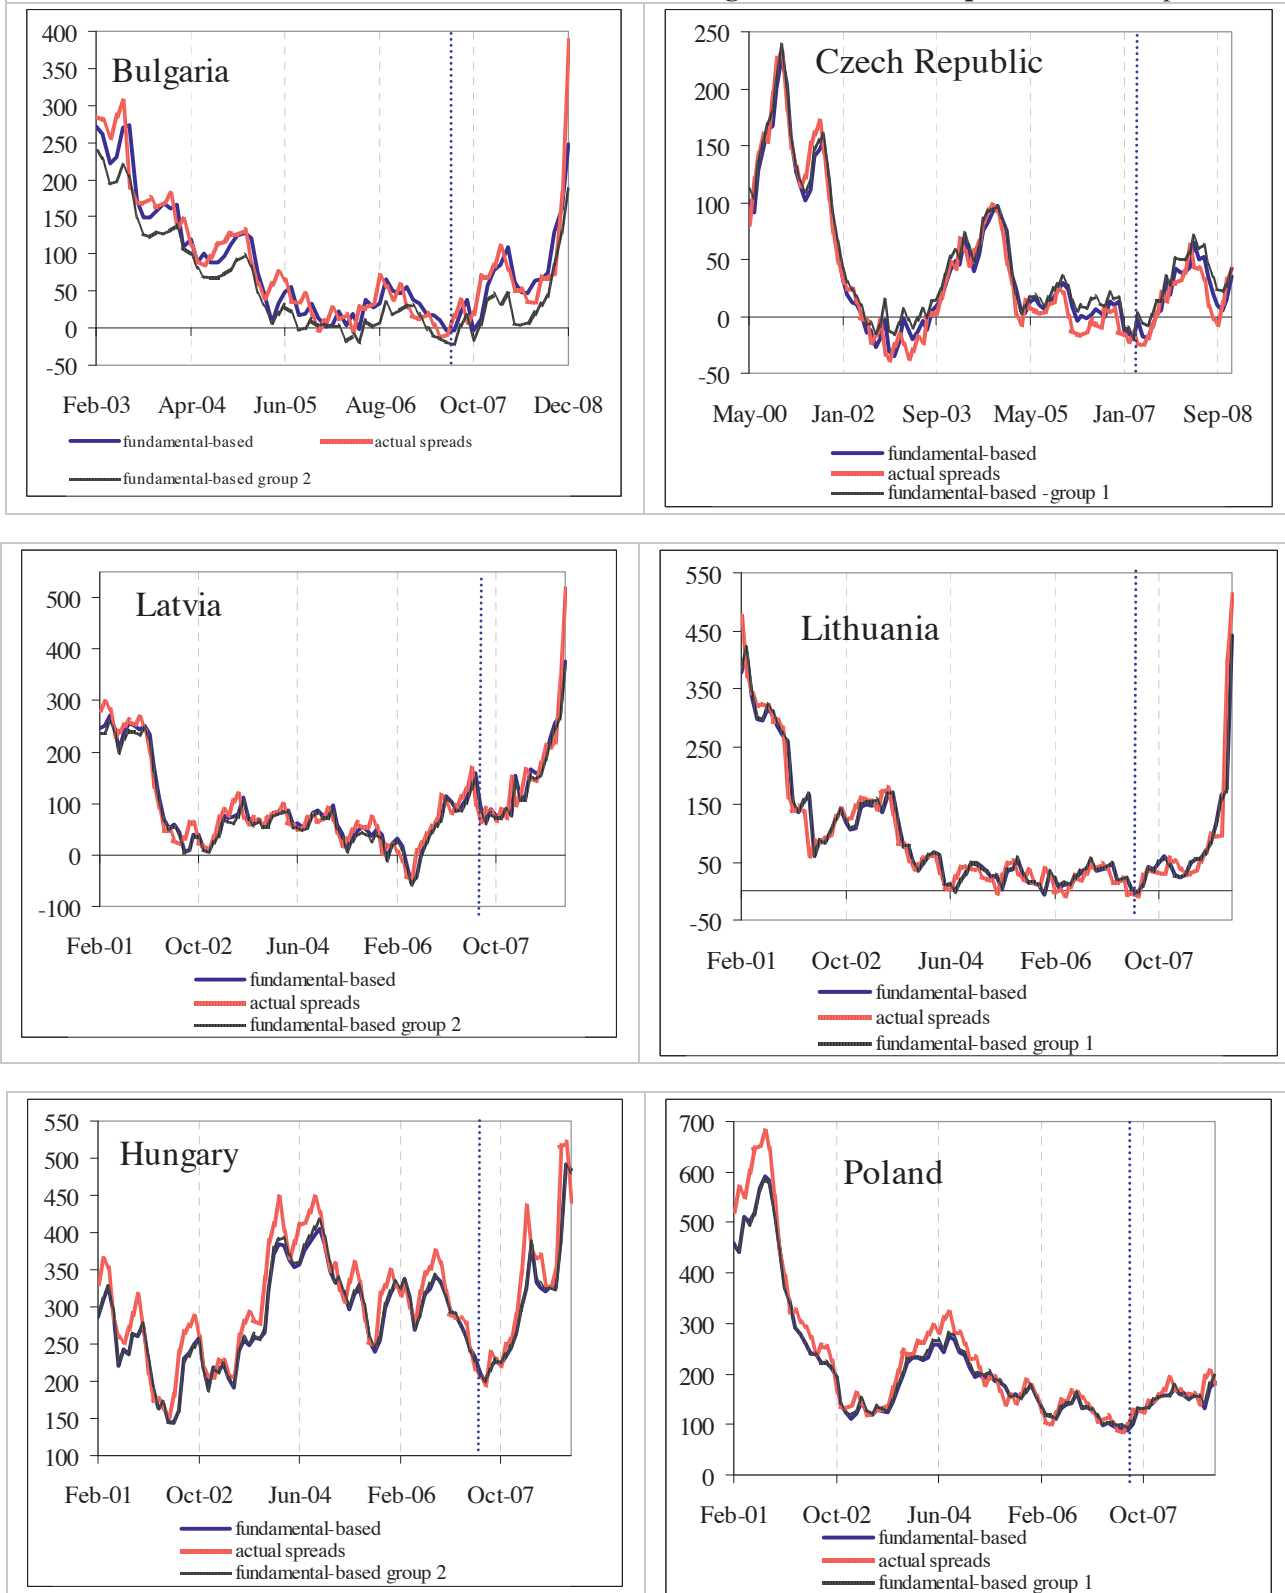 400
350
300
250
200
150
100
50
0
-50
Bulgaria
Feb-03 Apr-04 Jun-05 Aug-06 Oct-07 Dec-08
fundamental-based actual spreads
fundamental-based group 2
250
200
150
100
50
0
-50
Czech Republic
May-00 Jan-02 Sep-03 May-05 Jan-07 Sep-08
fundamental-based
actual spreads
fundamental-based -group 1
500
400
300
200
100
0
-100
Latvia
Feb-01 Oct-02 Jun-04 Feb-06 Oct-07
fundamental-based
actual spreads
fundamental-based group 2
550
450
350
250
150
50
-50
Lithuania
Feb-01 Oct-02 Jun-04 Feb-06 Oct-07
fundamental-based
actual spreads
fundamental-based group 1
550
500
450
400
350
300
250
200
150
100
Hungary
Feb-01 Oct-02 Jun-04 Feb-06 Oct-07
fundamental-based
actual spreads
fundamental-based group 2
700
600
500
400
300
200
100
0
Poland
Feb-01 Oct-02 Jun-04 Feb-06 Oct-07
fundamental-based
actual spreads
fundamental-based group 1